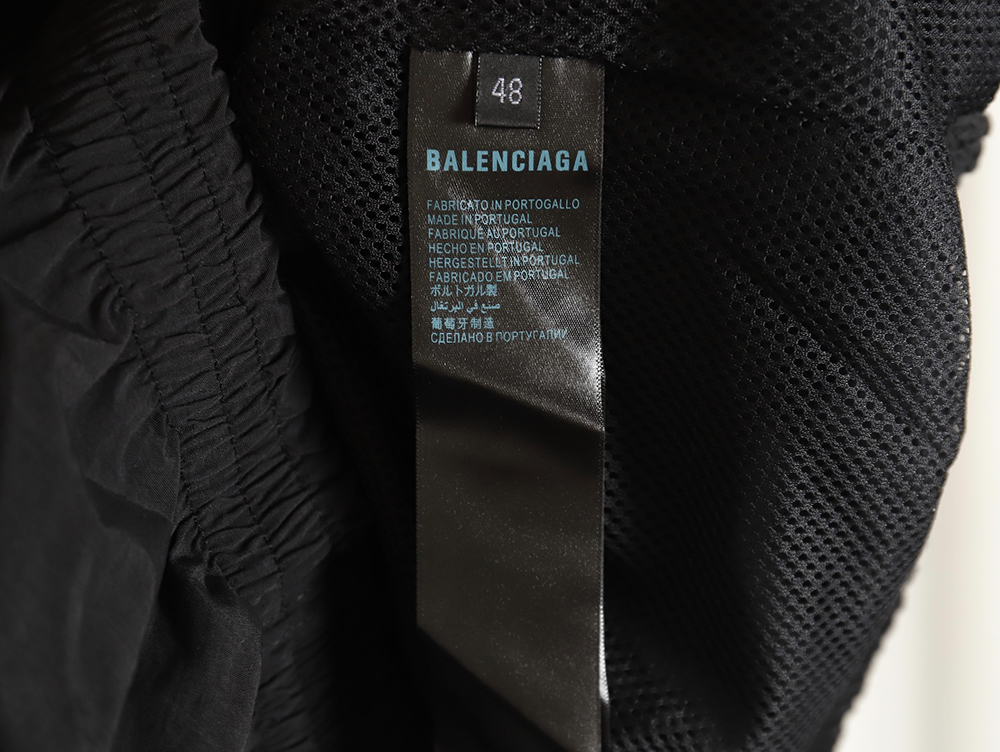 48
BALENCIAGA
FABRICATO IN PORTOGALLO
MADE IN PORTUGAL
FABRIQUÉ AU PORTUGAL
HECHO EN PORTUGAL
HERGESTELLT IN PORTUGAL
FABRICADO EM PORTUGAL
ポルトガル製
صنع في البرتغال
葡萄牙制造
СДЕЛАНО В ПОРТУГАЛИИ